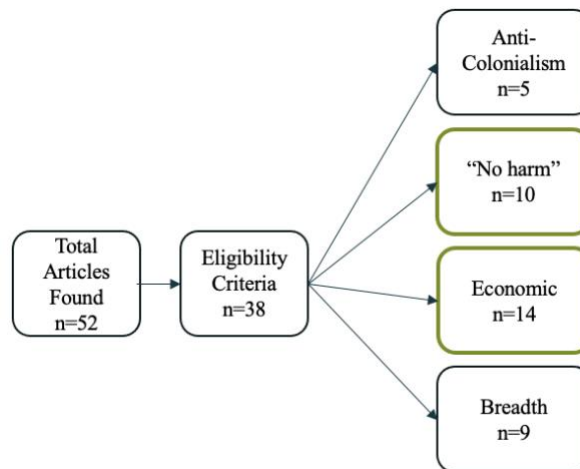 Total
Articles
Found
n=52
Eligibility
Criteria
n=38
Anti-
Colonialism
n=5
“No harm”
n=10
Economic
n=14
Breadth
n=9